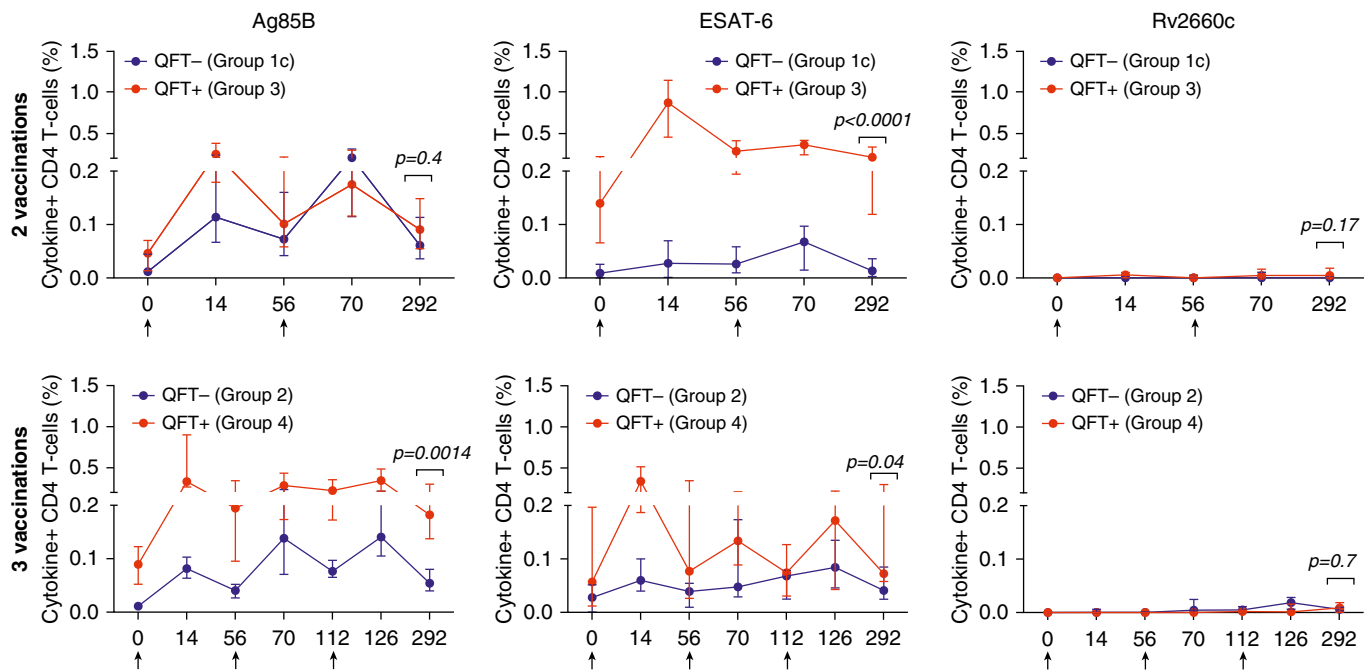 Ag85B
ESAT-6
Rv2660c
2 vaccinations
Cytokine+ CD4 T-cells (%)
1.5
1.0
0.5
0.2
0.1
0.0
QFT– (Group 1c)
QFT+ (Group 3)
p=0.4
0 14 56 70 292
Cytokine+ CD4 T-cells (%)
1.5
1.0
0.5
0.2
0.1
0.0
QFT– (Group 1c)
QFT+ (Group 3)
p<0.0001
0 14 56 70 292
Cytokine+ CD4 T-cells (%)
1.5
1.0
0.5
0.2
0.1
0.0
QFT– (Group 1c)
QFT+ (Group 3)
p=0.17
0 14 56 70 292
3 vaccinations
Cytokine+ CD4 T-cells (%)
1.5
1.0
0.5
0.2
0.1
0.0
QFT– (Group 2)
QFT+ (Group 4)
p=0.0014
0 14 56 70 112 126 292
Cytokine+ CD4 T-cells (%)
1.5
1.0
0.5
0.2
0.1
0.0
QFT– (Group 2)
QFT+ (Group 4)
p=0.04
0 14 56 70 112 126 292
Cytokine+ CD4 T-cells (%)
1.5
1.0
0.5
0.2
0.1
0.0
QFT– (Group 2)
QFT+ (Group 4)
p=0.7
0 14 56 70 112 126 292